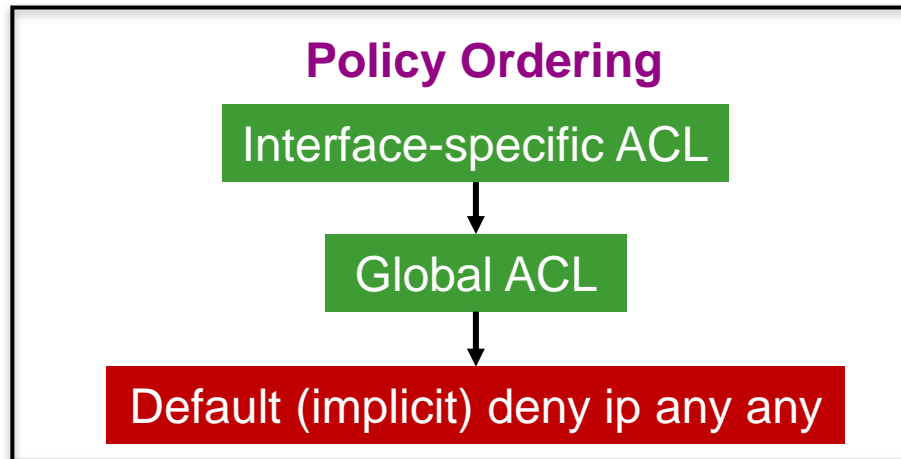 Policy Ordering
Interface-specific ACL
Global ACL
Default (implicit) deny ip any any